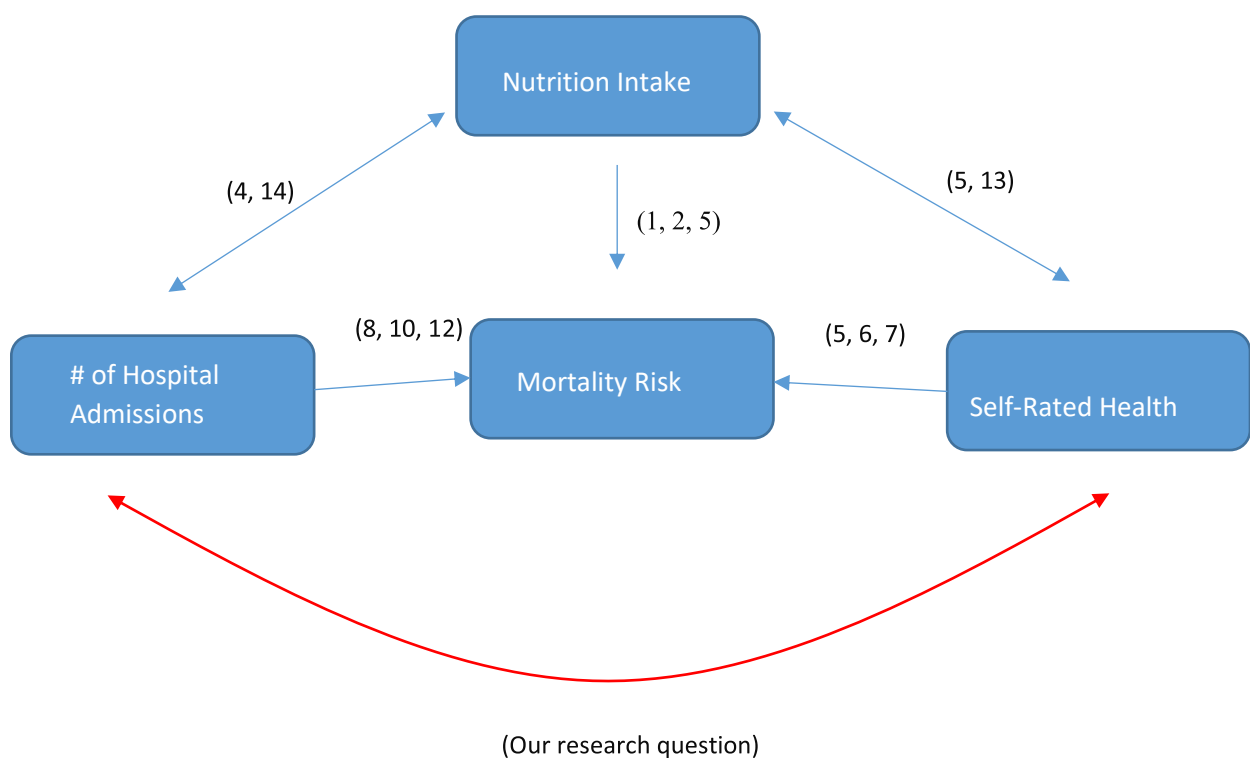 Nutrition Intake
(4, 14)
(5, 13)
(1, 2, 5)
(8, 10, 12)
(5, 6, 7)
# of Hospital
Admissions
Mortality Risk
Self-Rated Health
(Our research question)